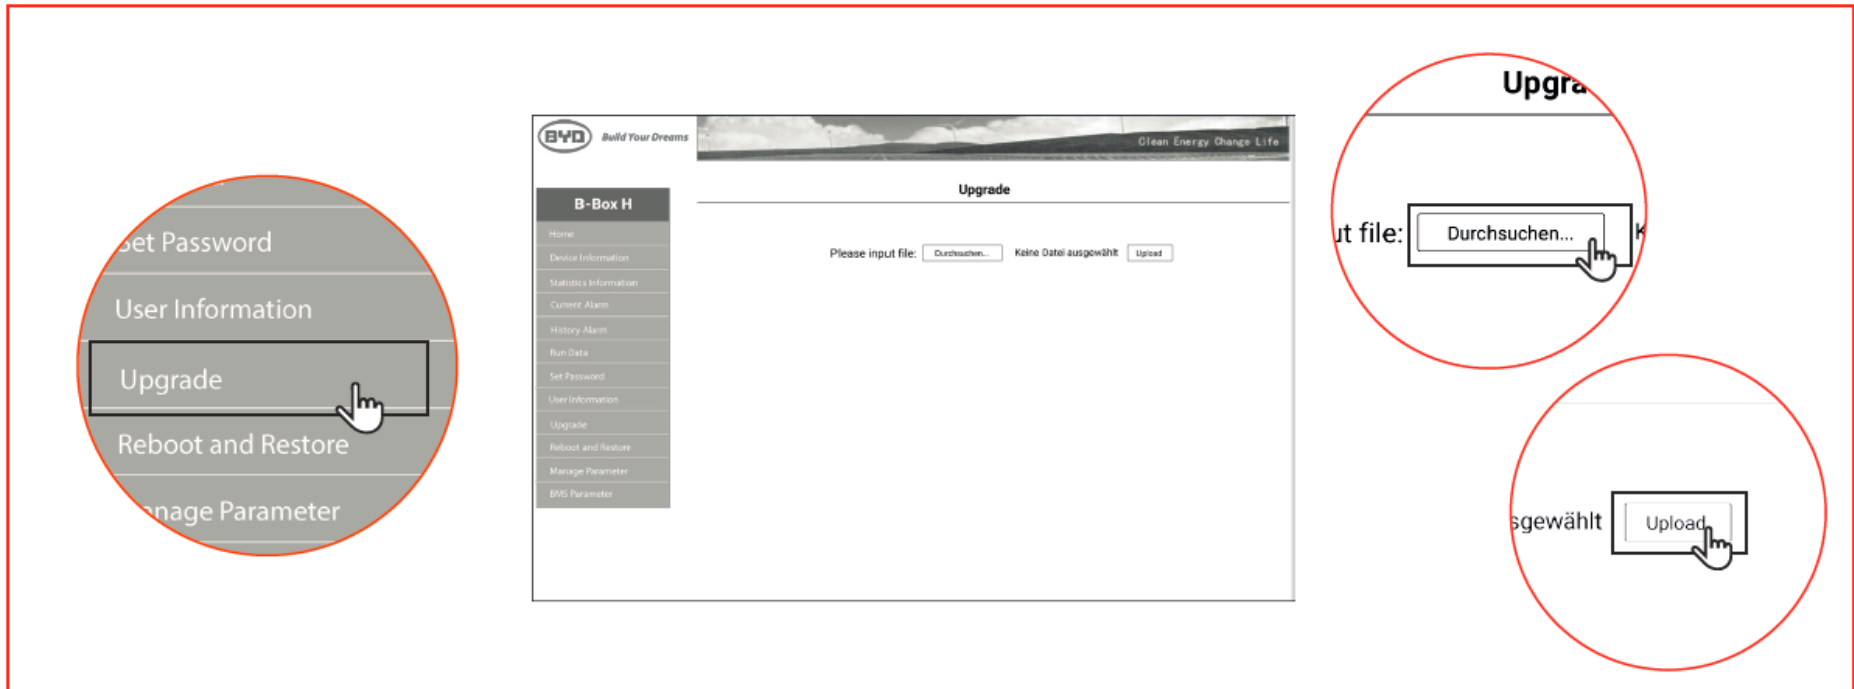 Set Password
User Information
Upgrade
Reboot and Restore
Manage Parameter
BYD Build Your Dreams
Clean Energy Change Life
B-Box H
Home
Device Information
Statistics Information
Current Alarm
History Alarm
Run Data
Set Password
User Information
Upgrade
Reboot and Restore
Manage Parameter
BMS Parameter
Upgrade
Please input file: Durchsuchen... Keine Datei ausgewählt Upload
Upgra
ut file: Durchsuchen... K
sgewählt Upload